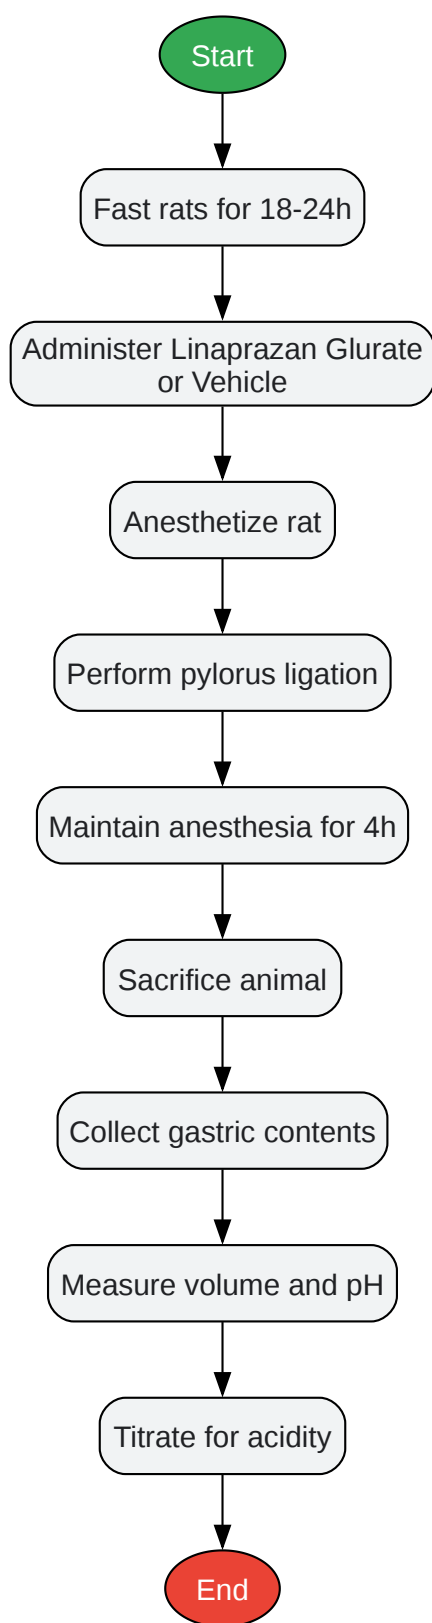 Start
Fast rats for 18-24h
Administer Linaprazan Glurate
or Vehicle
Anesthetize rat
Perform pylorus ligation
Maintain anesthesia for 4h
Sacrifice animal
Collect gastric contents
Measure volume and pH
Titrate for acidity
End